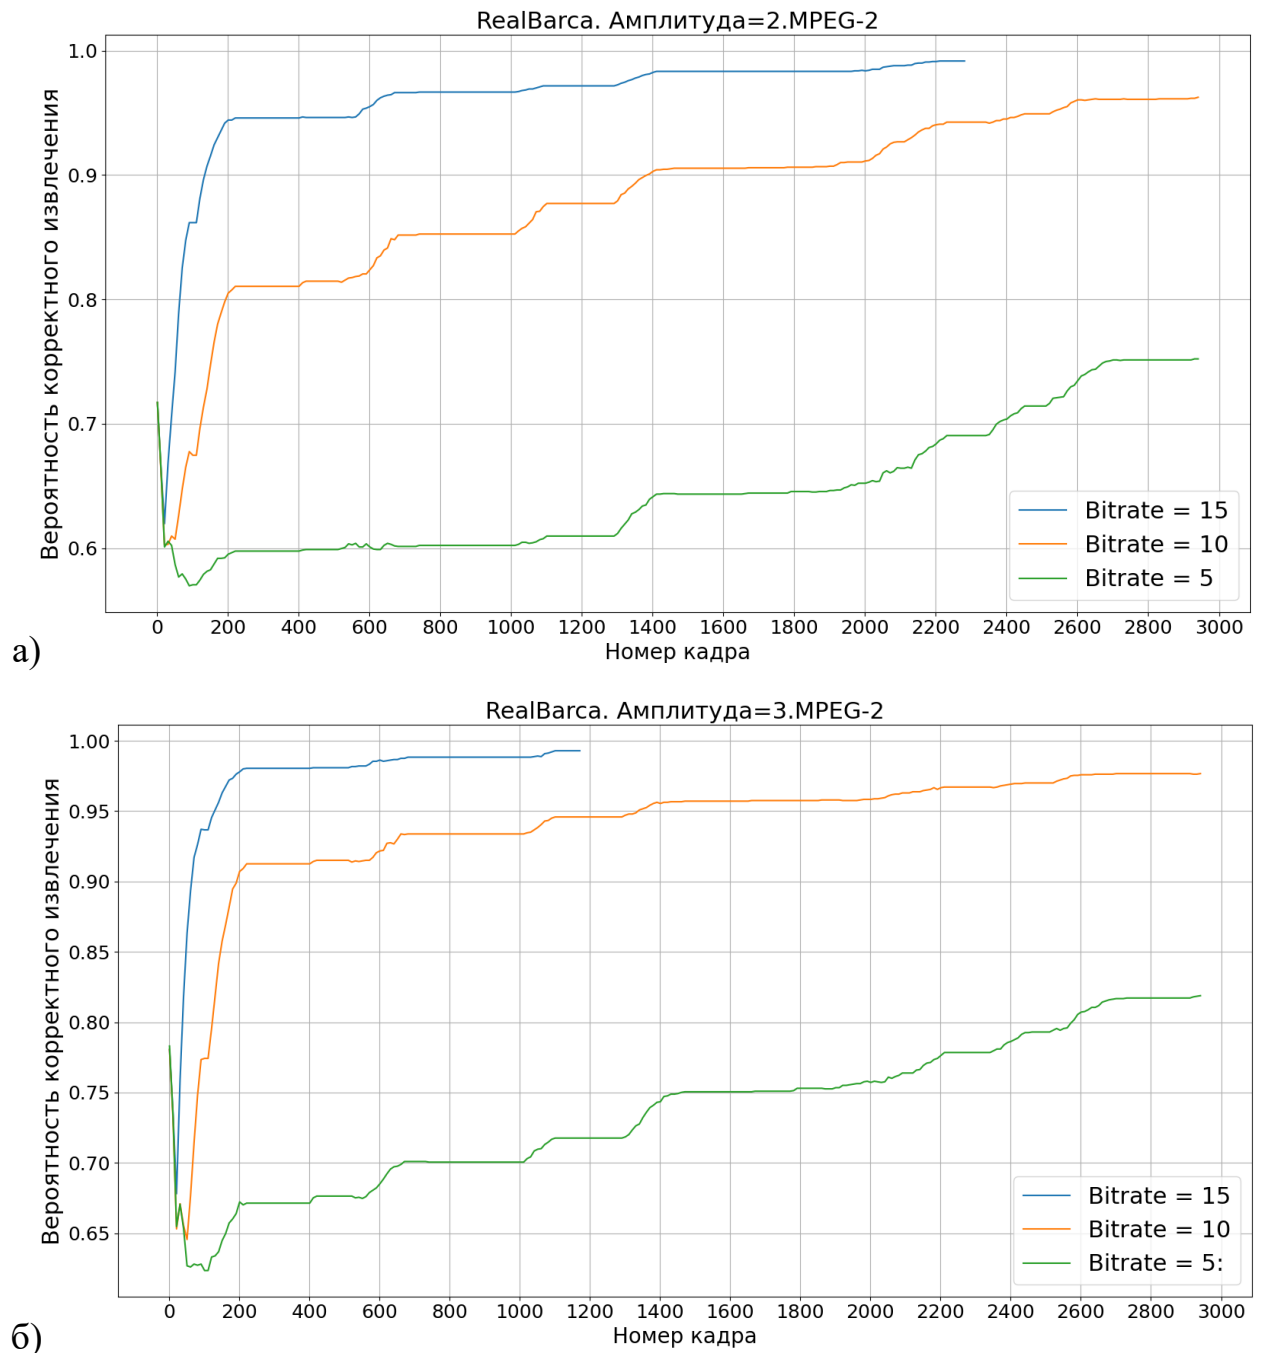 RealBarca. Амплитуда=2.MPEG-2
Вероятность корректного извлечения
1.0
0.9
0.8
0.7
0.6
Bitrate = 15
Bitrate = 10
Bitrate = 5
0 200 400 600 800 1000 1200 1400 1600 1800 2000 2200 2400 2600 2800 3000
Номер кадра
а)
RealBarca. Амплитуда=3.MPEG-2
Вероятность корректного извлечения
1.00
0.95
0.90
0.85
0.80
0.75
0.70
0.65
Bitrate = 15
Bitrate = 10
Bitrate = 5:
0 200 400 600 800 1000 1200 1400 1600 1800 2000 2200 2400 2600 2800 3000
Номер кадра
б)